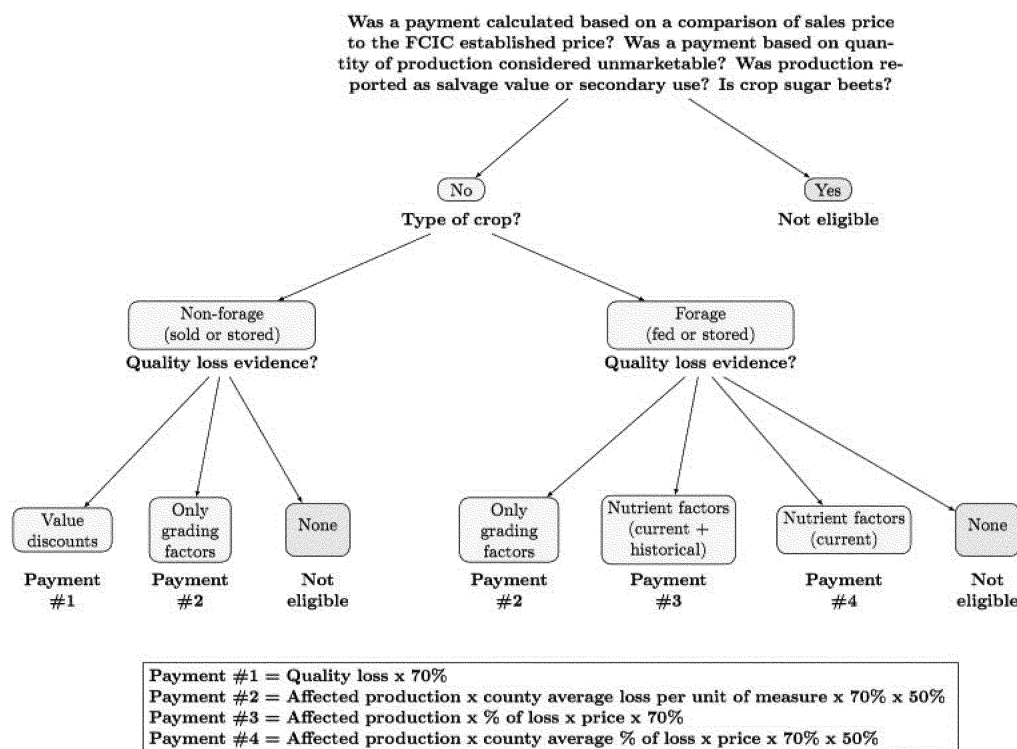 Was a payment calculated based on a comparison of sales price
to the FCIC established price? Was a payment based on quan-
tity of production considered unmarketable? Was production re-
ported as salvage value or secondary use? Is crop sugar beets?
No
Yes
Type of crop?
Not eligible
Non-forage
(sold or stored)
Quality loss evidence?
Forage
(fed or stored)
Quality loss evidence?
Value
discounts
Payment
#1
Only
grading
factors
Payment
#2
None
Not
eligible
Only
grading
factors
Payment
#2
Nutrient factors
(current +
historical)
Payment
#3
Nutrient factors
(current)
Payment
#4
None
Not
eligible
Payment #1 = Quality loss x 70%
Payment #2 = Affected production x county average loss per unit of measure x 70% x 50%
Payment #3 = Affected production x % of loss x price x 70%
Payment #4 = Affected production x county average % of loss x price x 70% x 50%